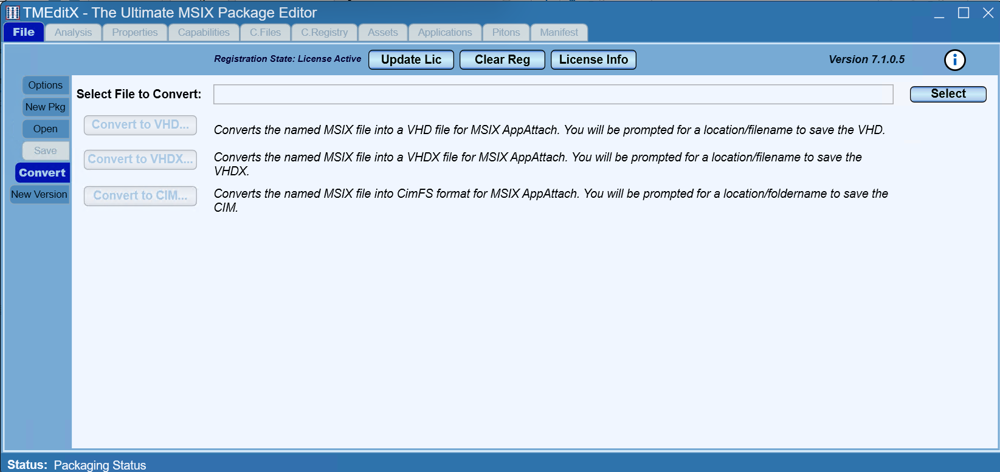 TMEditX - The Ultimate MSIX Package Editor
File Analysis Properties Capabilities C.Files C.Registry Assets Applications Pitons Manifest
Registration State: License Active Update Lic Clear Reg License Info Version 7.1.0.5
Options
New Pkg
Open
Save
Convert
New Version
Select File to Convert: Select
Convert to VHD... Converts the named MSIX file into a VHD file for MSIX AppAttach. You will be prompted for a location/filename to save the VHD.
Convert to VHDX... Converts the named MSIX file into a VHDX file for MSIX AppAttach. You will be prompted for a location/filename to save the
VHDX.
Convert to CIM... Converts the named MSIX file into CimFS format for MSIX AppAttach. You will be prompted for a location/foldername to save the
CIM.
Status: Packaging Status